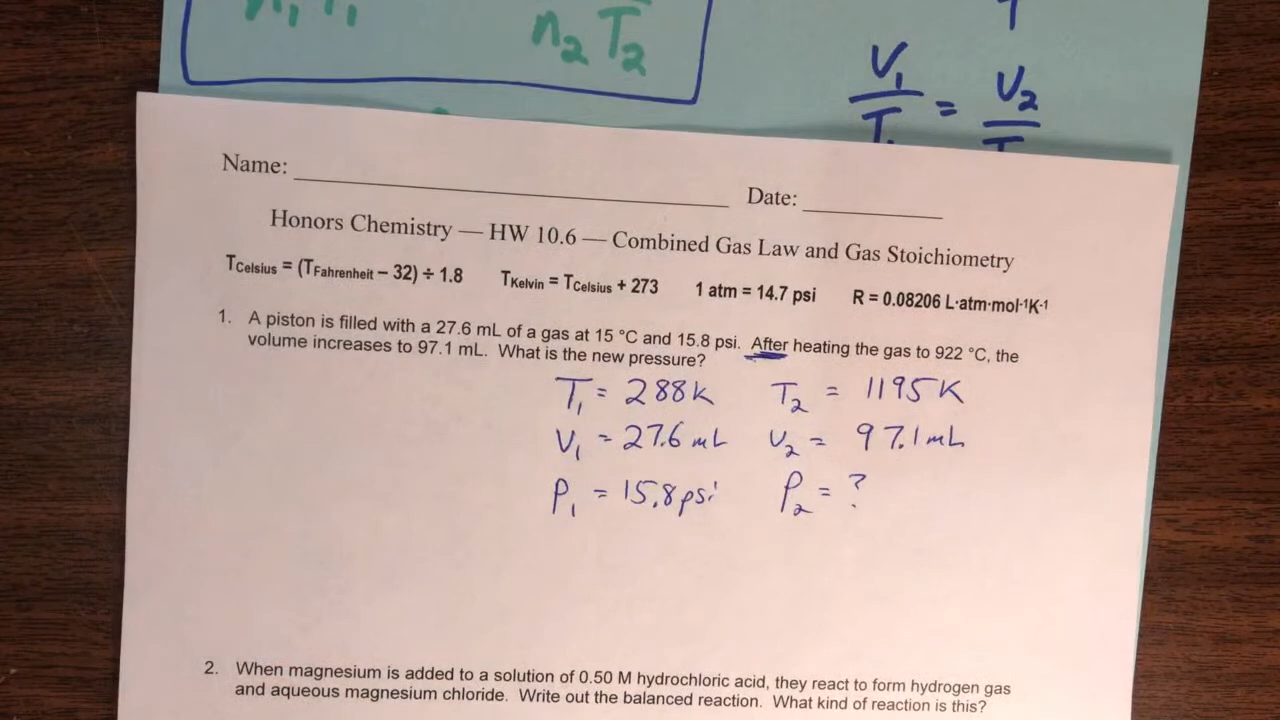 n₂ T₂
V₁ / T₁ = V₂ / T
Name: ____ Date: ____
Honors Chemistry — HW 10.6 — Combined Gas Law and Gas Stoichiometry
TCelsius = (TFahrenheit – 32) ÷ 1.8 TKelvin = TCelsius + 273 1 atm = 14.7 psi R = 0.08206 L·atm·mol-1K-1
1. A piston is filled with a 27.6 mL of a gas at 15 °C and 15.8 psi. After heating the gas to 922 °C, the
volume increases to 97.1 mL. What is the new pressure?
T₁ = 288K T₂ = 1195K
V₁ = 27.6 mL V₂ = 97.1mL
P₁ = 15.8psi P₂ = ?
2. When magnesium is added to a solution of 0.50 M hydrochloric acid, they react to form hydrogen gas
and aqueous magnesium chloride. Write out the balanced reaction. What kind of reaction is this?